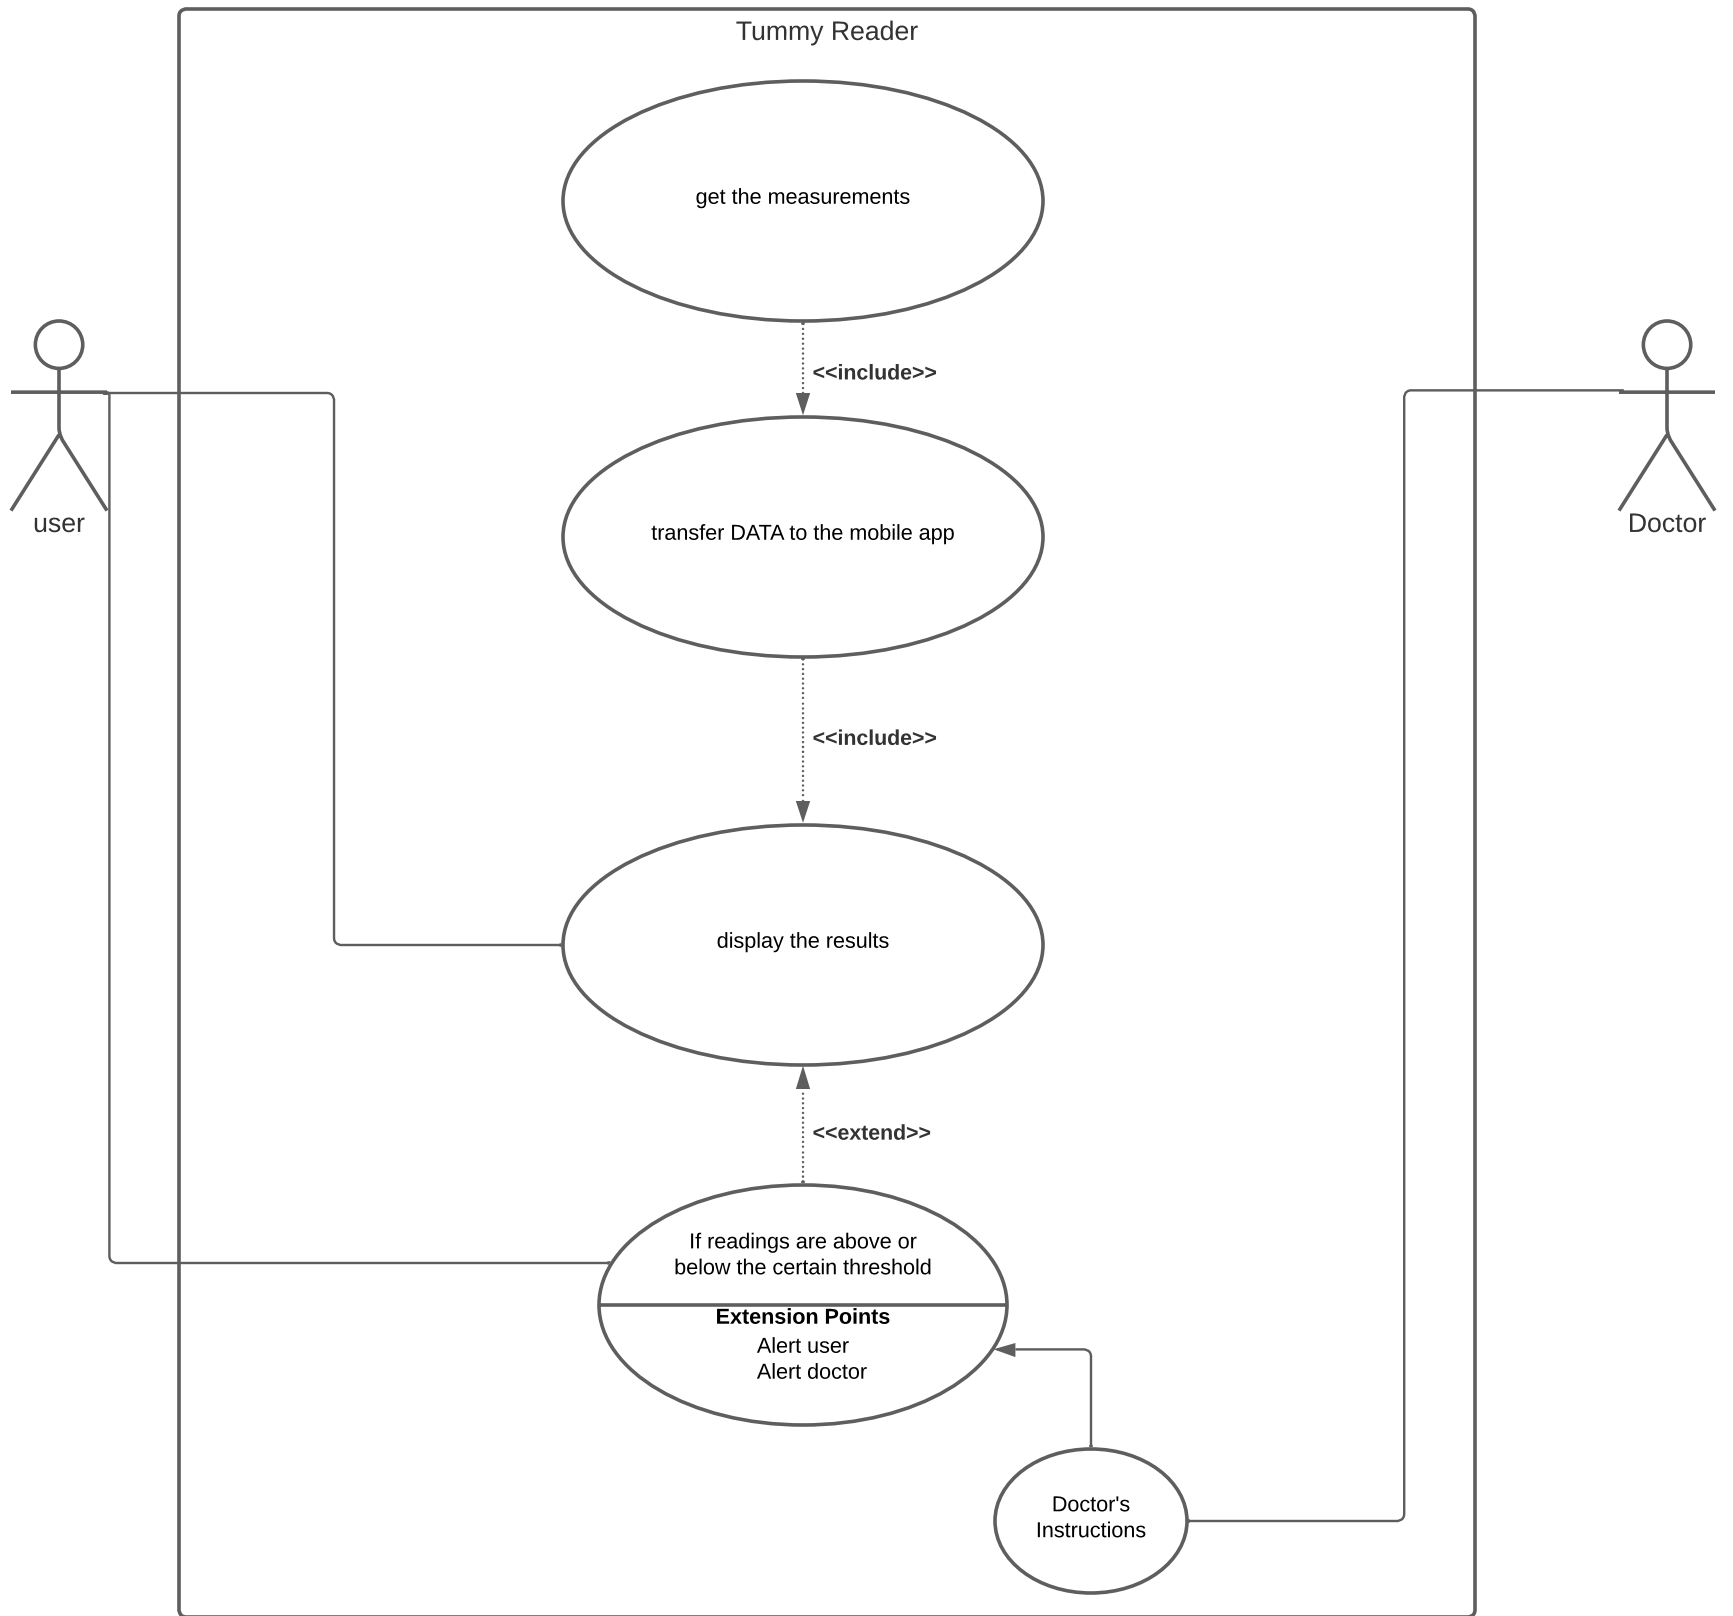 Tummy Reader
get the measurements
<<include>>
user
Doctor
transfer DATA to the mobile app
<<include>>
display the results
<<extend>>
If readings are above or
below the certain threshold
Extension Points
Alert user
Alert doctor
Doctor's
Instructions